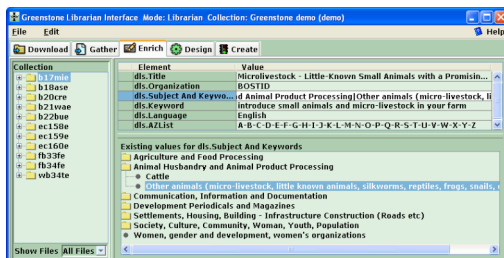 Greenstone Librarian Interface Mode: Librarian Collection: Greenstone demo (demo)
File Edit Help
Download Gather Enrich Design Create
Collection
b17mie
b18ase
b20cre
b21wae
b22bue
ec158e
ec159e
ec160e
fb33fe
fb34fe
wb34te
Show Files All Files
Element Value
dls.Title Microlivestock - Little-Known Small Animals with a Promisin...
dls.Organization BOSTID
dls.Subject And Keywo... d Animal Product Processing|Other animals (micro-livestock, li
dls.Keyword introduce small animals and micro-livestock in your farm
dls.Language English
dls.AZList A-B-C-D-E-F-G-H-I-J-K-L-M-N-O-P-Q-R-S-T-U-V-W-X-Y-Z
Existing values for dls.Subject And Keywords
Agriculture and Food Processing
Animal Husbandry and Animal Product Processing
Cattle
Other animals (micro-livestock, little known animals, silkworms, reptiles, frogs, snails,
Communication, Information and Documentation
Development Periodicals and Magazines
Settlements, Housing, Building - Infrastructure Construction (Roads etc)
Society, Culture, Community, Woman, Youth, Population
Women, gender and development, women's organizations